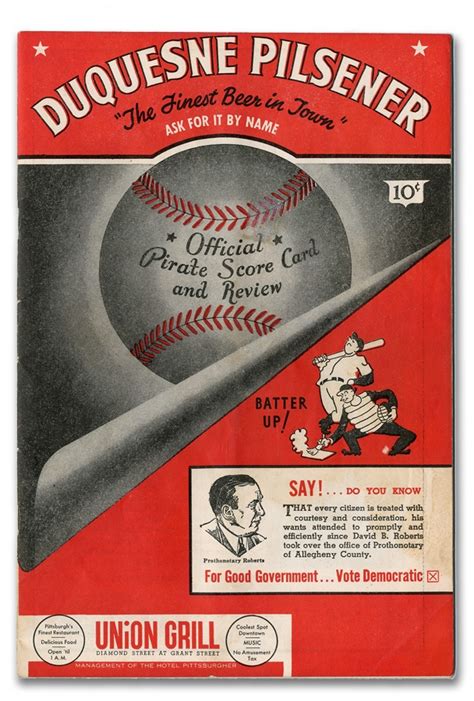 DUQUESNE PILSENER
"The Finest Beer in Town"
ASK FOR IT BY NAME
10¢
Official
Pirate Score Card
and Review
BATTER
UP!
SAY! ... DO YOU KNOW
THAT every citizen is treated with
courtesy and consideration, his
wants attended to promptly and
efficiently since David B. Roberts
took over the office of Prothonotary
of Allegheny County.
Prothonotary Roberts
For Good Government... Vote Democratic
Pittsburgh's
Finest Restaurant
Delicious Food
Open 'til
1 A.M.
UNION GRILL
DIAMOND STREET AT GRANT STREET
Coolest Spot
Downtown
MUSIC
No Amusement
Tax
MANAGEMENT OF THE HOTEL PITTSBURGHER